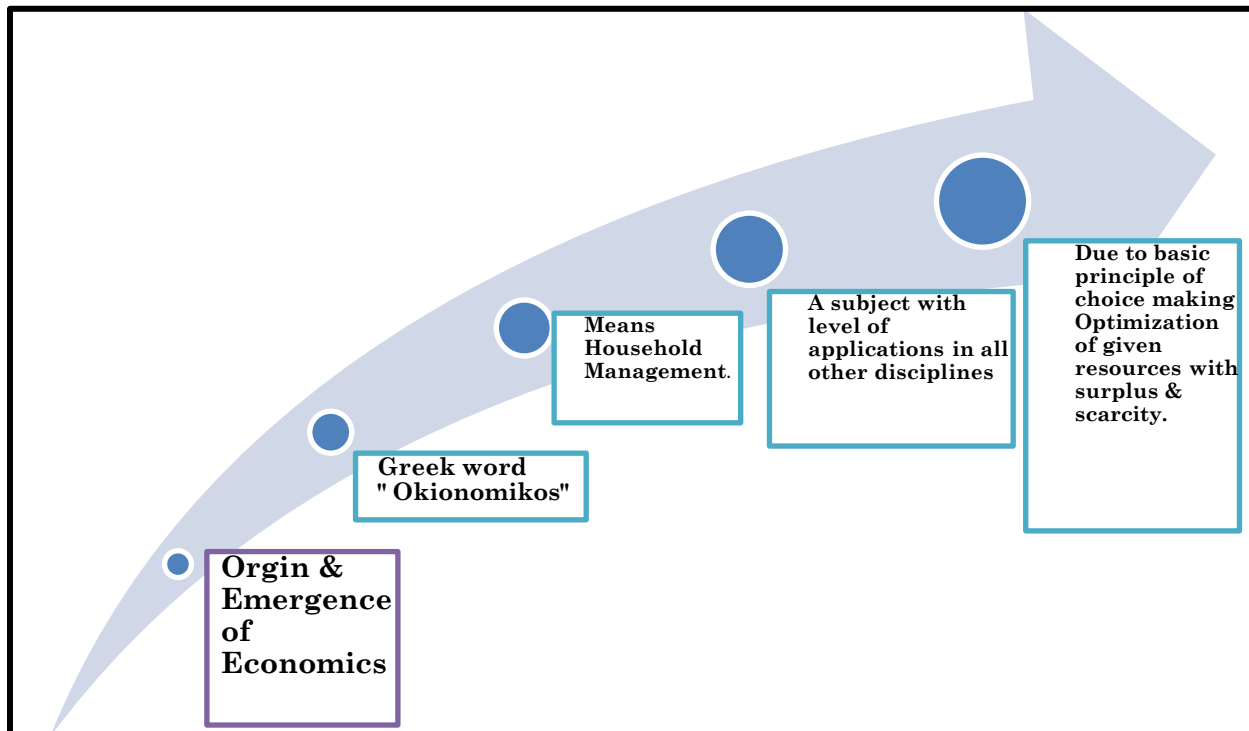 Orgin &
Emergence
of
Economics
Greek word
" Okionomikos"
Means
Household
Management.
A subject with
level of
applications in all
other disciplines
Due to basic
principle of
choice making
Optimization
of given
resources with
surplus &
scarcity.